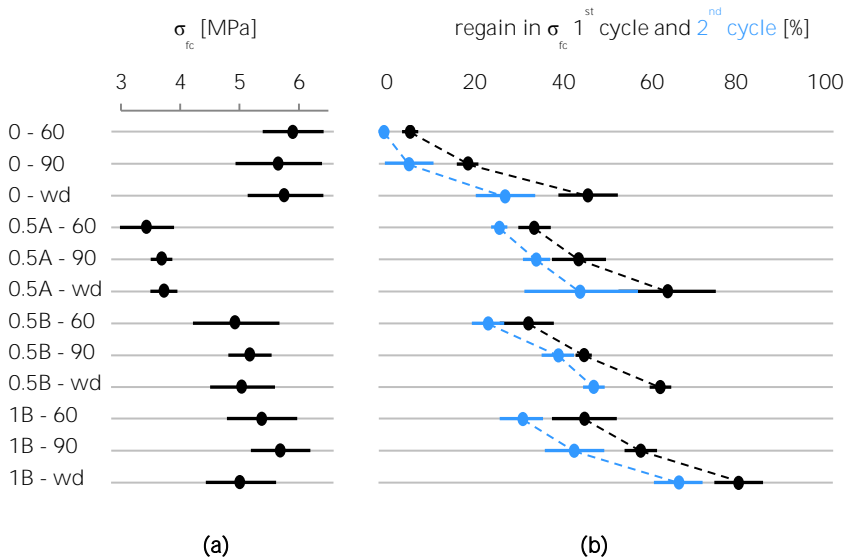 σfc [MPa]
regain in σfc 1st cycle and 2nd cycle [%]
3 4 5 6
0 20 40 60 80 100
0 - 60
0 - 90
0 - wd
0.5A - 60
0.5A - 90
0.5A - wd
0.5B - 60
0.5B - 90
0.5B - wd
1B - 60
1B - 90
1B - wd
(a)
(b)